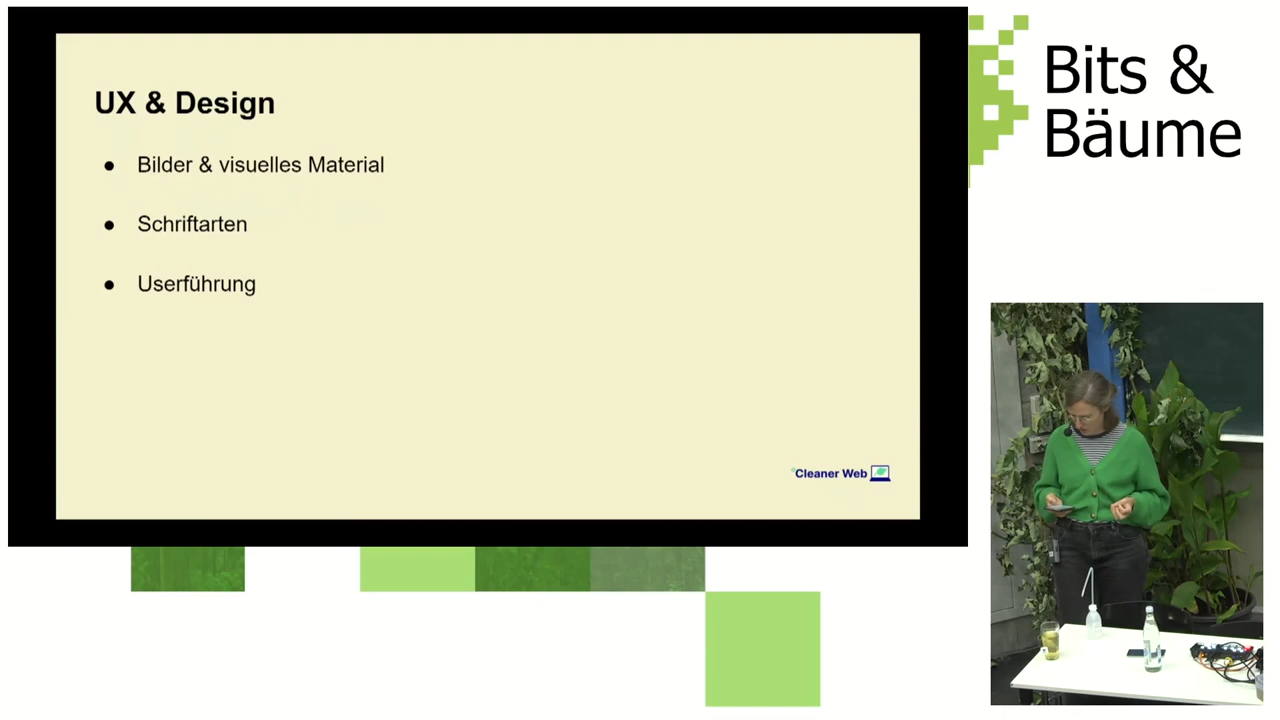 UX & Design
● Bilder & visuelles Material
● Schriftarten
● Userführung
Cleaner Web
Bits &
Bäume